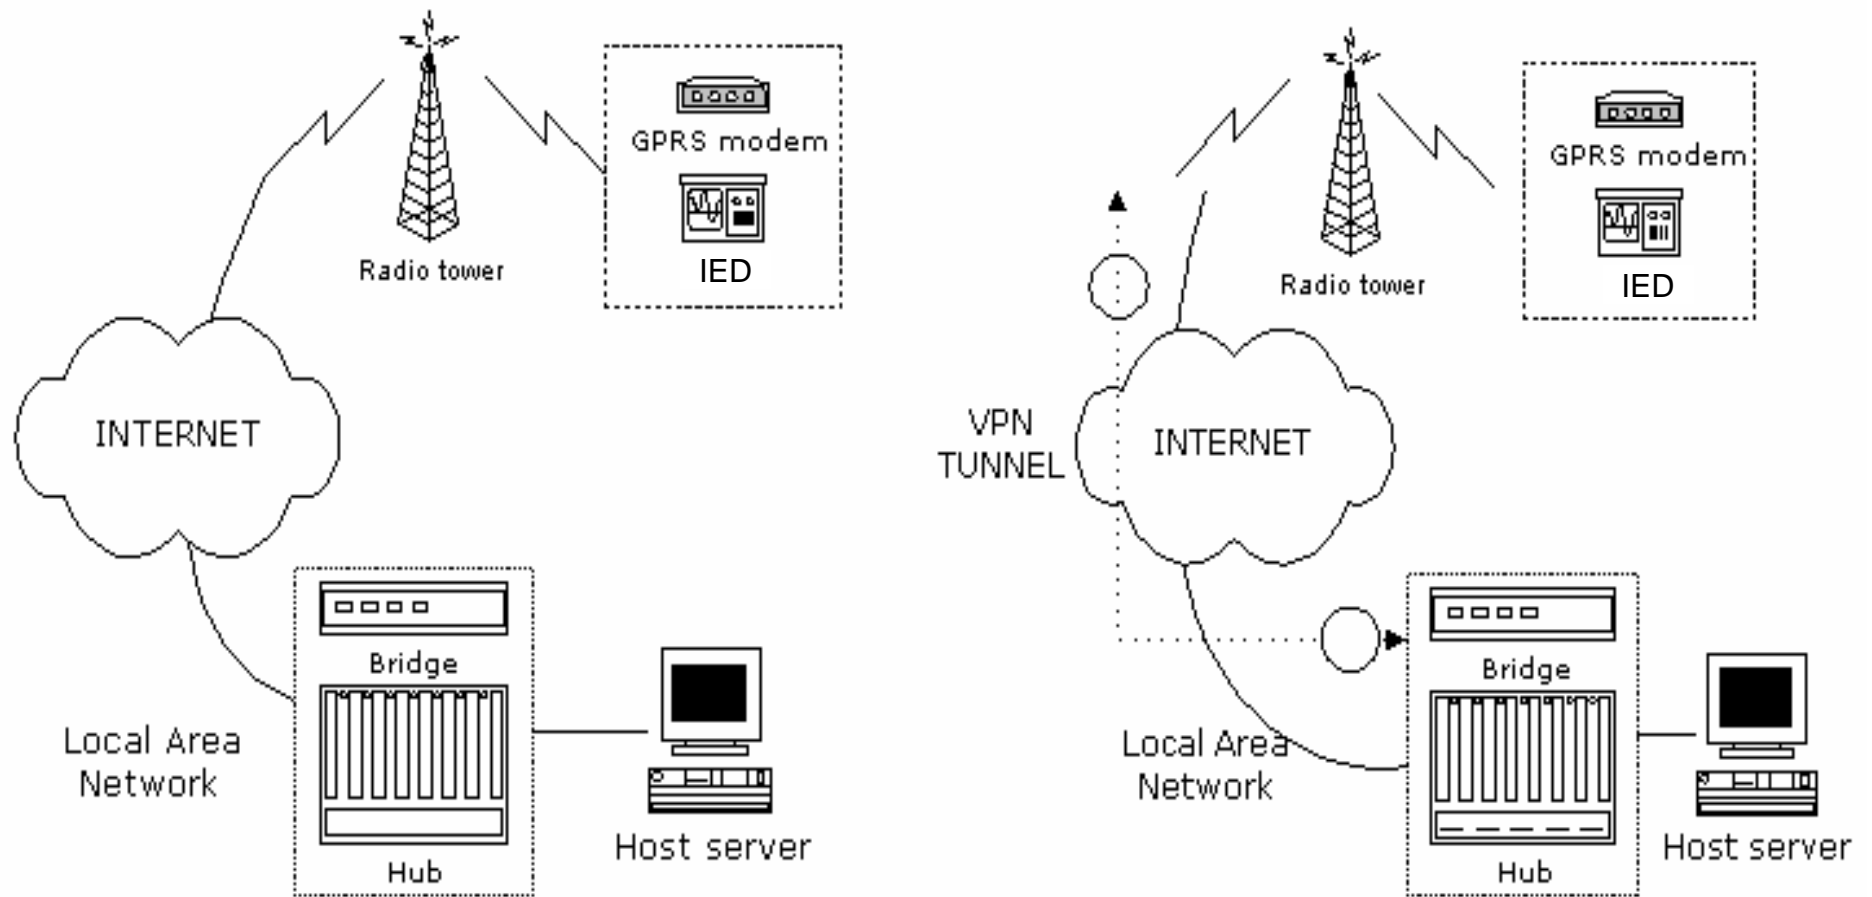 GPRS modem
Radio tower
IED
INTERNET
Bridge
Local Area
Network
Host server
Hub
GPRS modem
Radio tower
IED
VPN
TUNNEL
INTERNET
Bridge
Local Area
Network
Host server
Hub